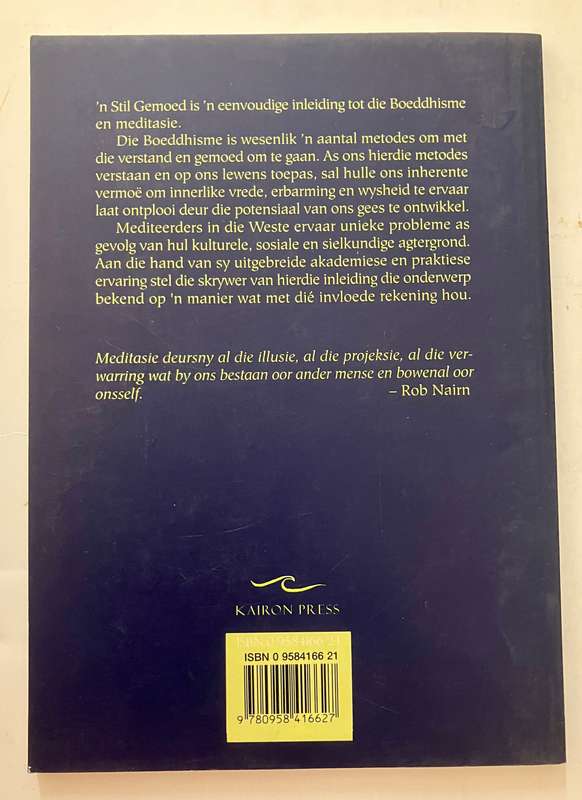 'n Stil Gemoed is 'n eenvoudige inleiding tot die Boeddhisme
en meditasie.
Die Boeddhisme is wesenlik 'n aantal metodes om met
die verstand en gemoed om te gaan. As ons hierdie metodes
verstaan en op ons lewens toepas, sal hulle ons inherente
vermoë om innerlike vrede, erbarming en wysheid te ervaar
laat ontplooi deur die potensiaal van ons gees te ontwikkel.
Mediteerders in die Weste ervaar unieke probleme as
gevolg van hul kulturele, sosiale en sielkundige agtergrond.
Aan die hand van sy uitgebreide akademiese en praktiese
ervaring stel die skrywer van hierdie inleiding die onderwerp
bekend op 'n manier wat met dié invloede rekening hou.
Meditasie deursny al die illusie, al die projeksie, al die ver-
warring wat by ons bestaan oor ander mense en bowenal oor
onsself. – Rob Nairn
KAIRON PRESS
ISBN 0 9584166 21
ISBN 0 9584166 21
9 780958 416627